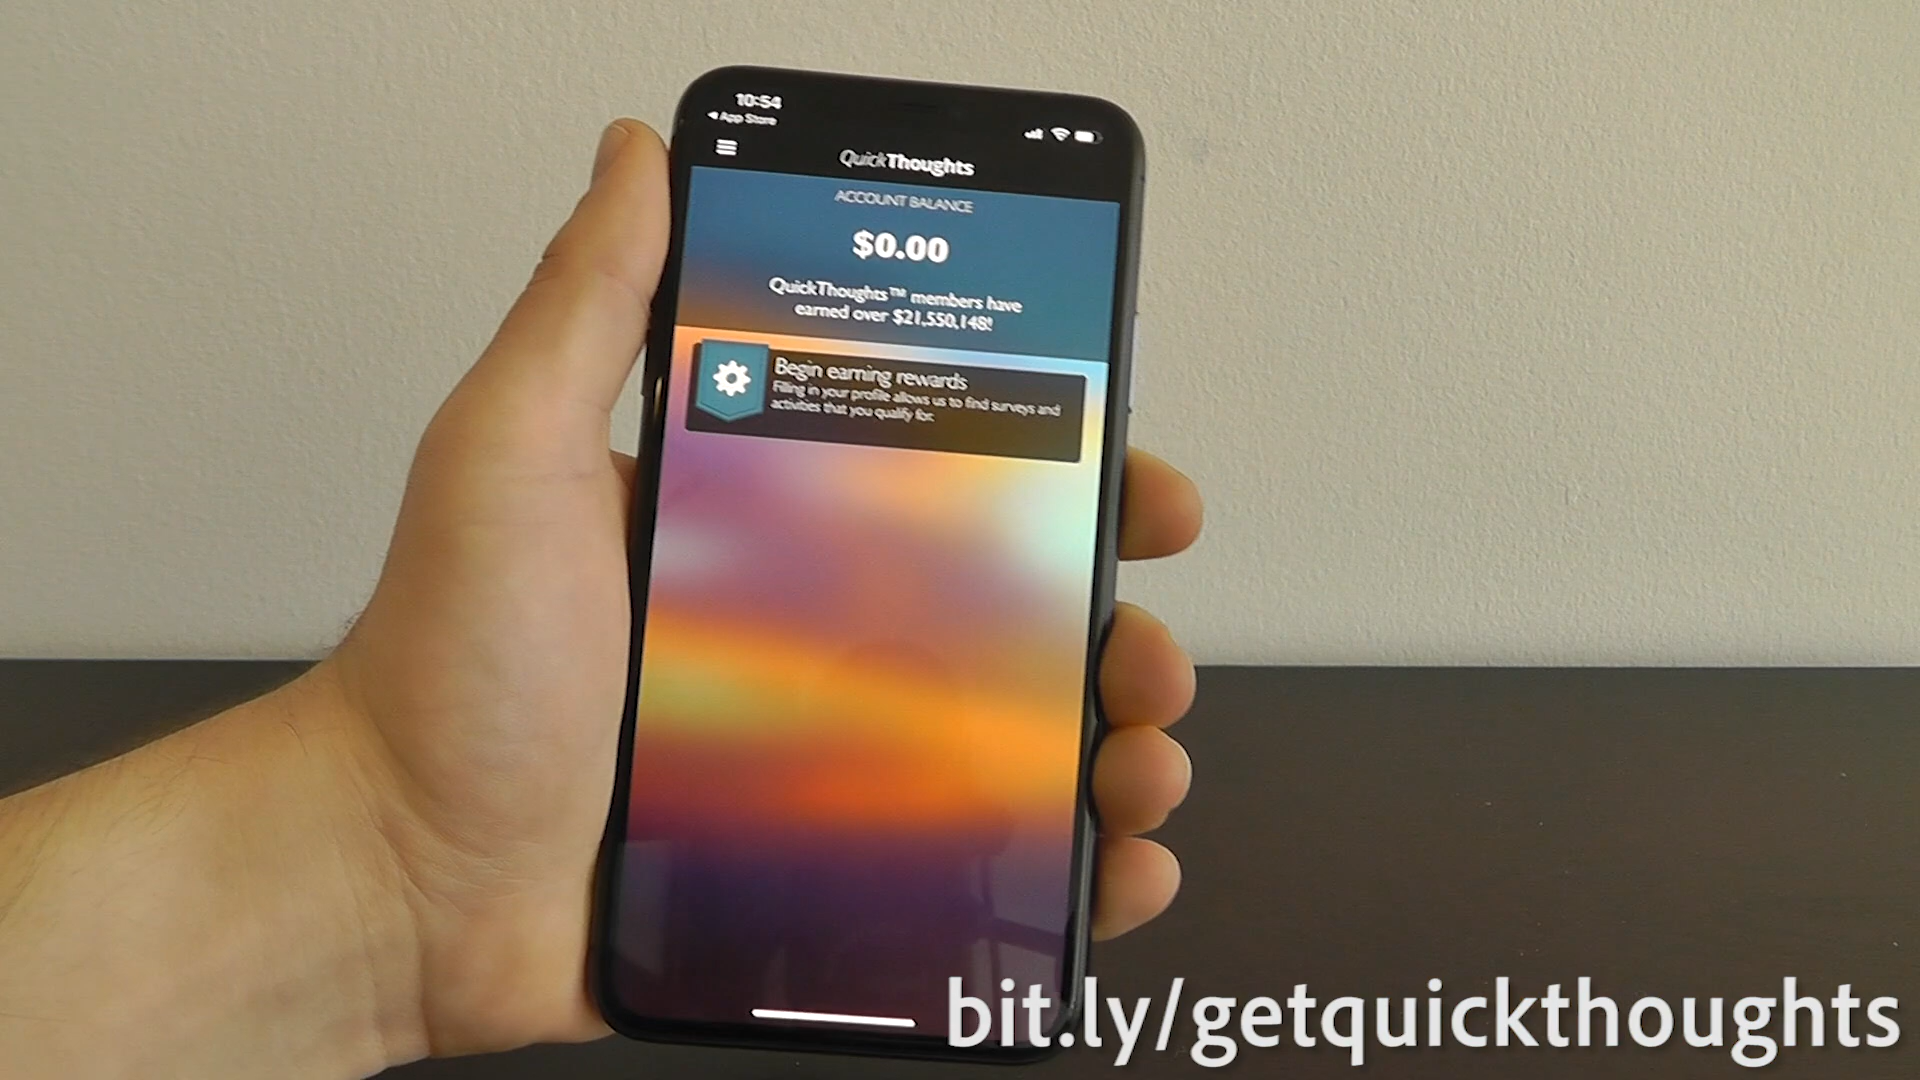 10:54
◀ App Store
QuickThoughts
ACCOUNT BALANCE
$0.00
QuickThoughts™ members have
earned over $21,550,148!
Begin earning rewards
Filling in your profile allows us to find surveys and
activities that you qualify for.
bit.ly/getquickthoughts